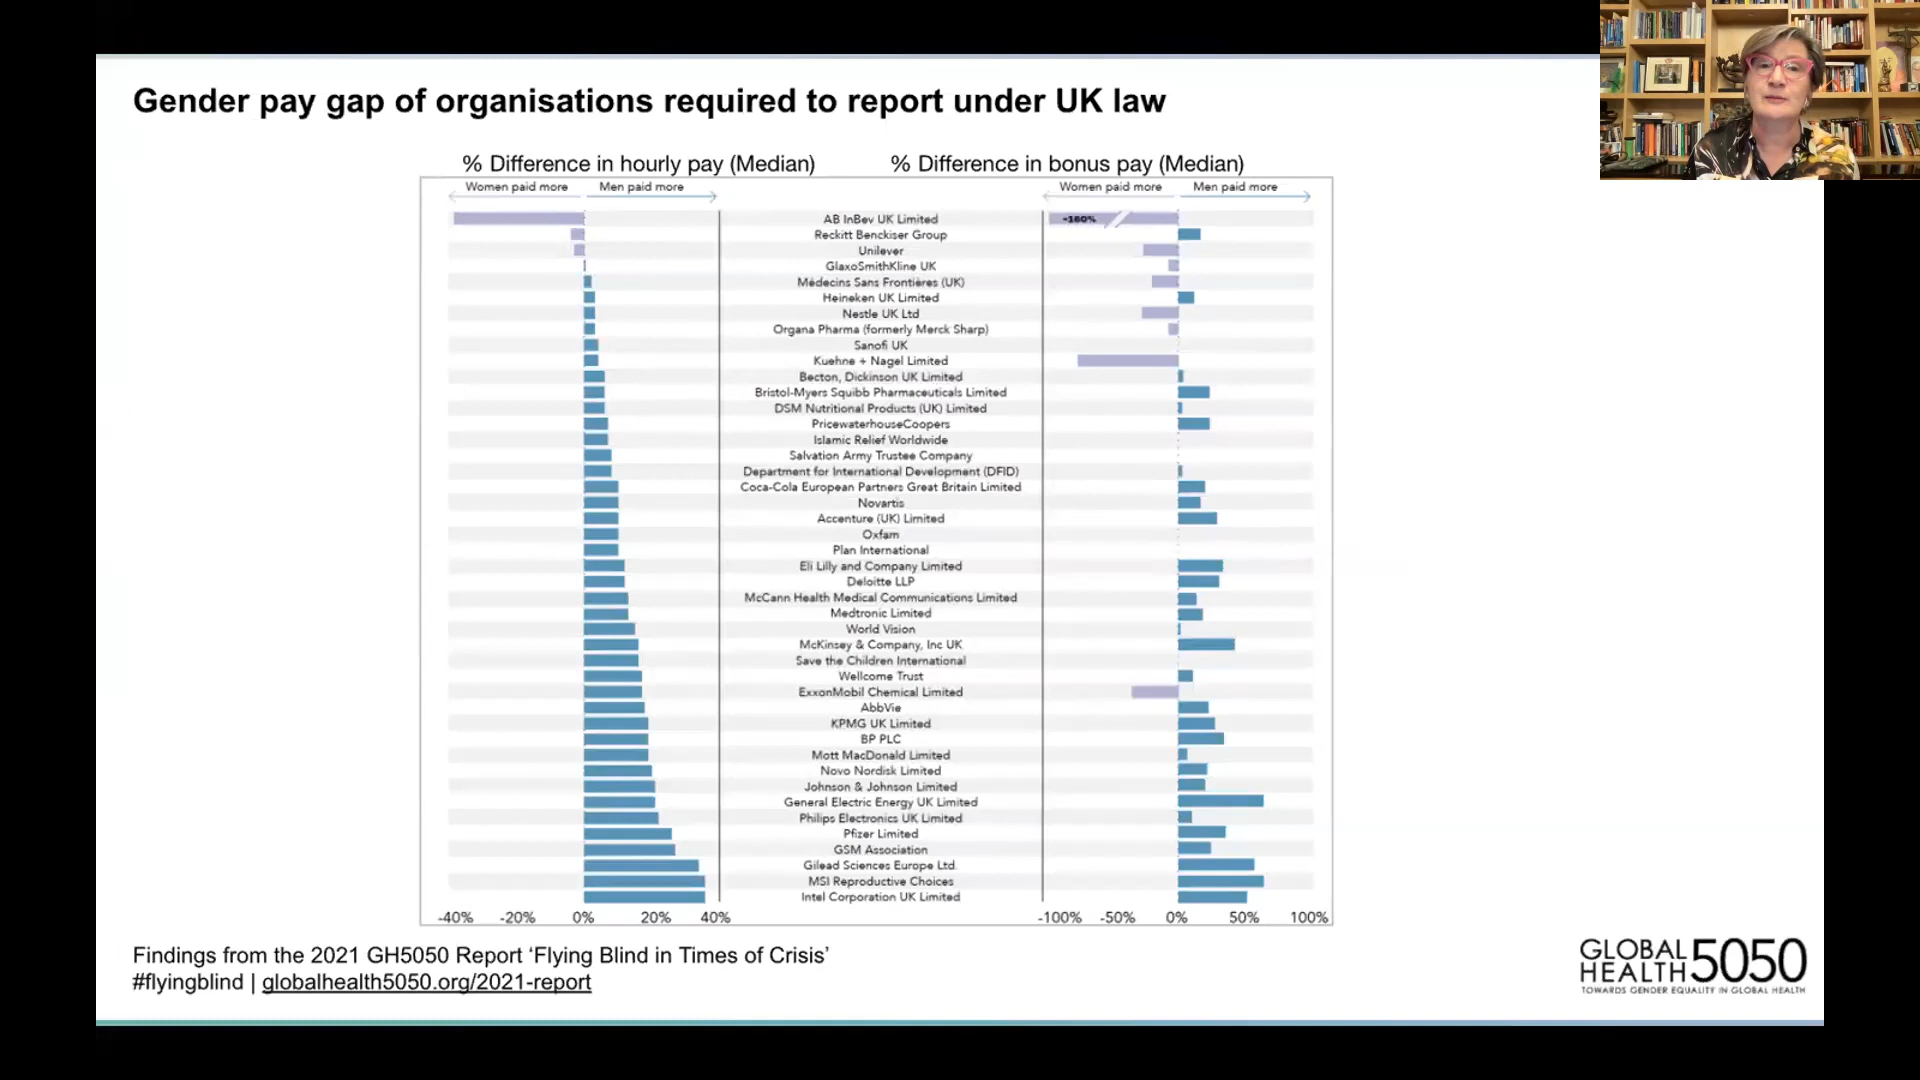 Gender pay gap of organisations required to report under UK law
% Difference in hourly pay (Median)
% Difference in bonus pay (Median)
Women paid more
Men paid more
Women paid more
Men paid more
AB InBev UK Limited
-160%
Reckitt Benckiser Group
Unilever
GlaxoSmithKline UK
Médecins Sans Frontières (UK)
Heineken UK Limited
Nestle UK Ltd
Organa Pharma (formerly Merck Sharp)
Sanofi UK
Kuehne + Nagel Limited
Becton, Dickinson UK Limited
Bristol-Myers Squibb Pharmaceuticals Limited
DSM Nutritional Products (UK) Limited
PricewaterhouseCoopers
Islamic Relief Worldwide
Salvation Army Trustee Company
Department for International Development (DFID)
Coca-Cola European Partners Great Britain Limited
Novartis
Accenture (UK) Limited
Oxfam
Plan International
Eli Lilly and Company Limited
Deloitte LLP
McCann Health Medical Communications Limited
Medtronic Limited
World Vision
McKinsey & Company, Inc UK
Save the Children International
Wellcome Trust
ExxonMobil Chemical Limited
AbbVie
KPMG UK Limited
BP PLC
Mott MacDonald Limited
Novo Nordisk Limited
Johnson & Johnson Limited
General Electric Energy UK Limited
Philips Electronics UK Limited
Pfizer Limited
GSM Association
Gilead Sciences Europe Ltd.
MSI Reproductive Choices
Intel Corporation UK Limited
-40% -20% 0% 20% 40%
-100% -50% 0% 50% 100%
Findings from the 2021 GH5050 Report ‘Flying Blind in Times of Crisis’
#flyingblind | globalhealth5050.org/2021-report
GLOBAL HEALTH 5050
TOWARDS GENDER EQUALITY IN GLOBAL HEALTH